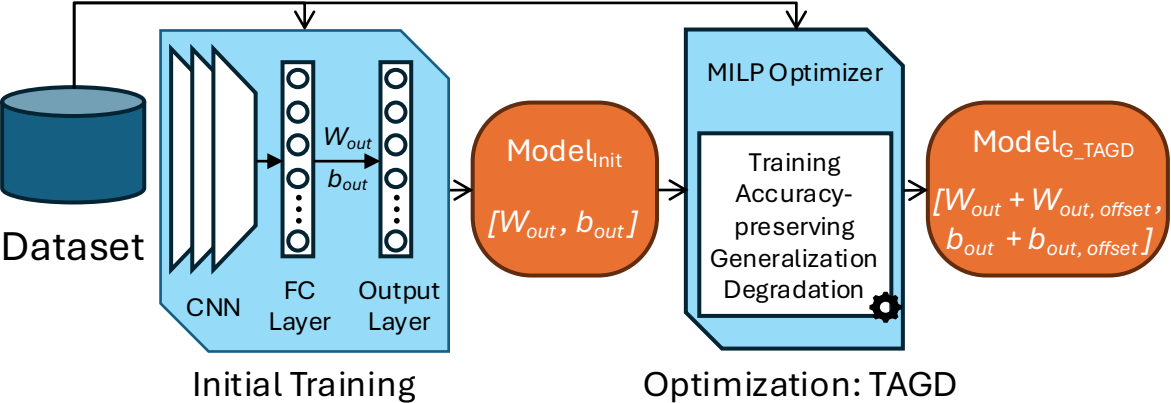 Dataset
W_out
b_out
CNN
FC
Layer
Output
Layer
Initial Training
Model_Init
[W_out, b_out]
MILP Optimizer
Training
Accuracy-
preserving
Generalization
Degradation
Optimization: TAGD
Model_G_TAGD
[W_out + W_out, offset,
b_out + b_out, offset]